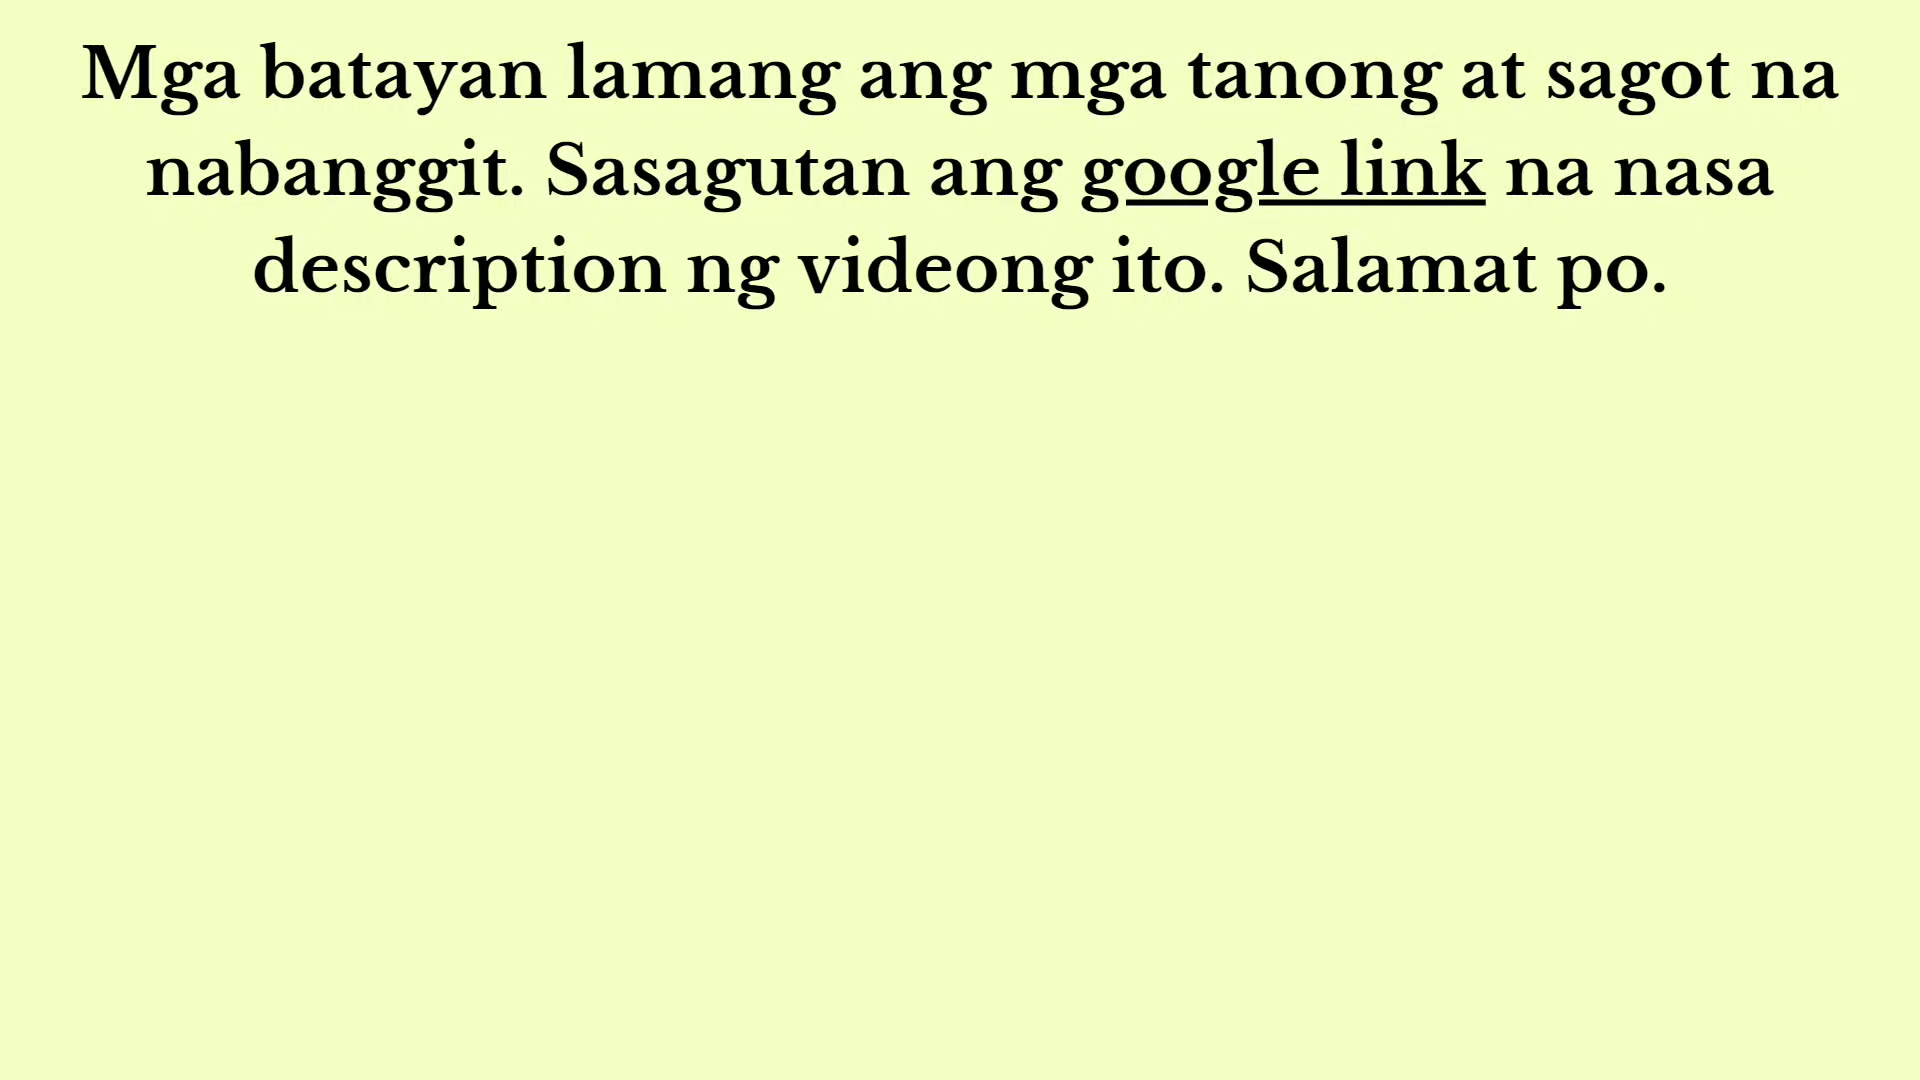 Mga batayan lamang ang mga tanong at sagot na
nabanggit. Sasagutan ang google link na nasa
description ng videong ito. Salamat po.